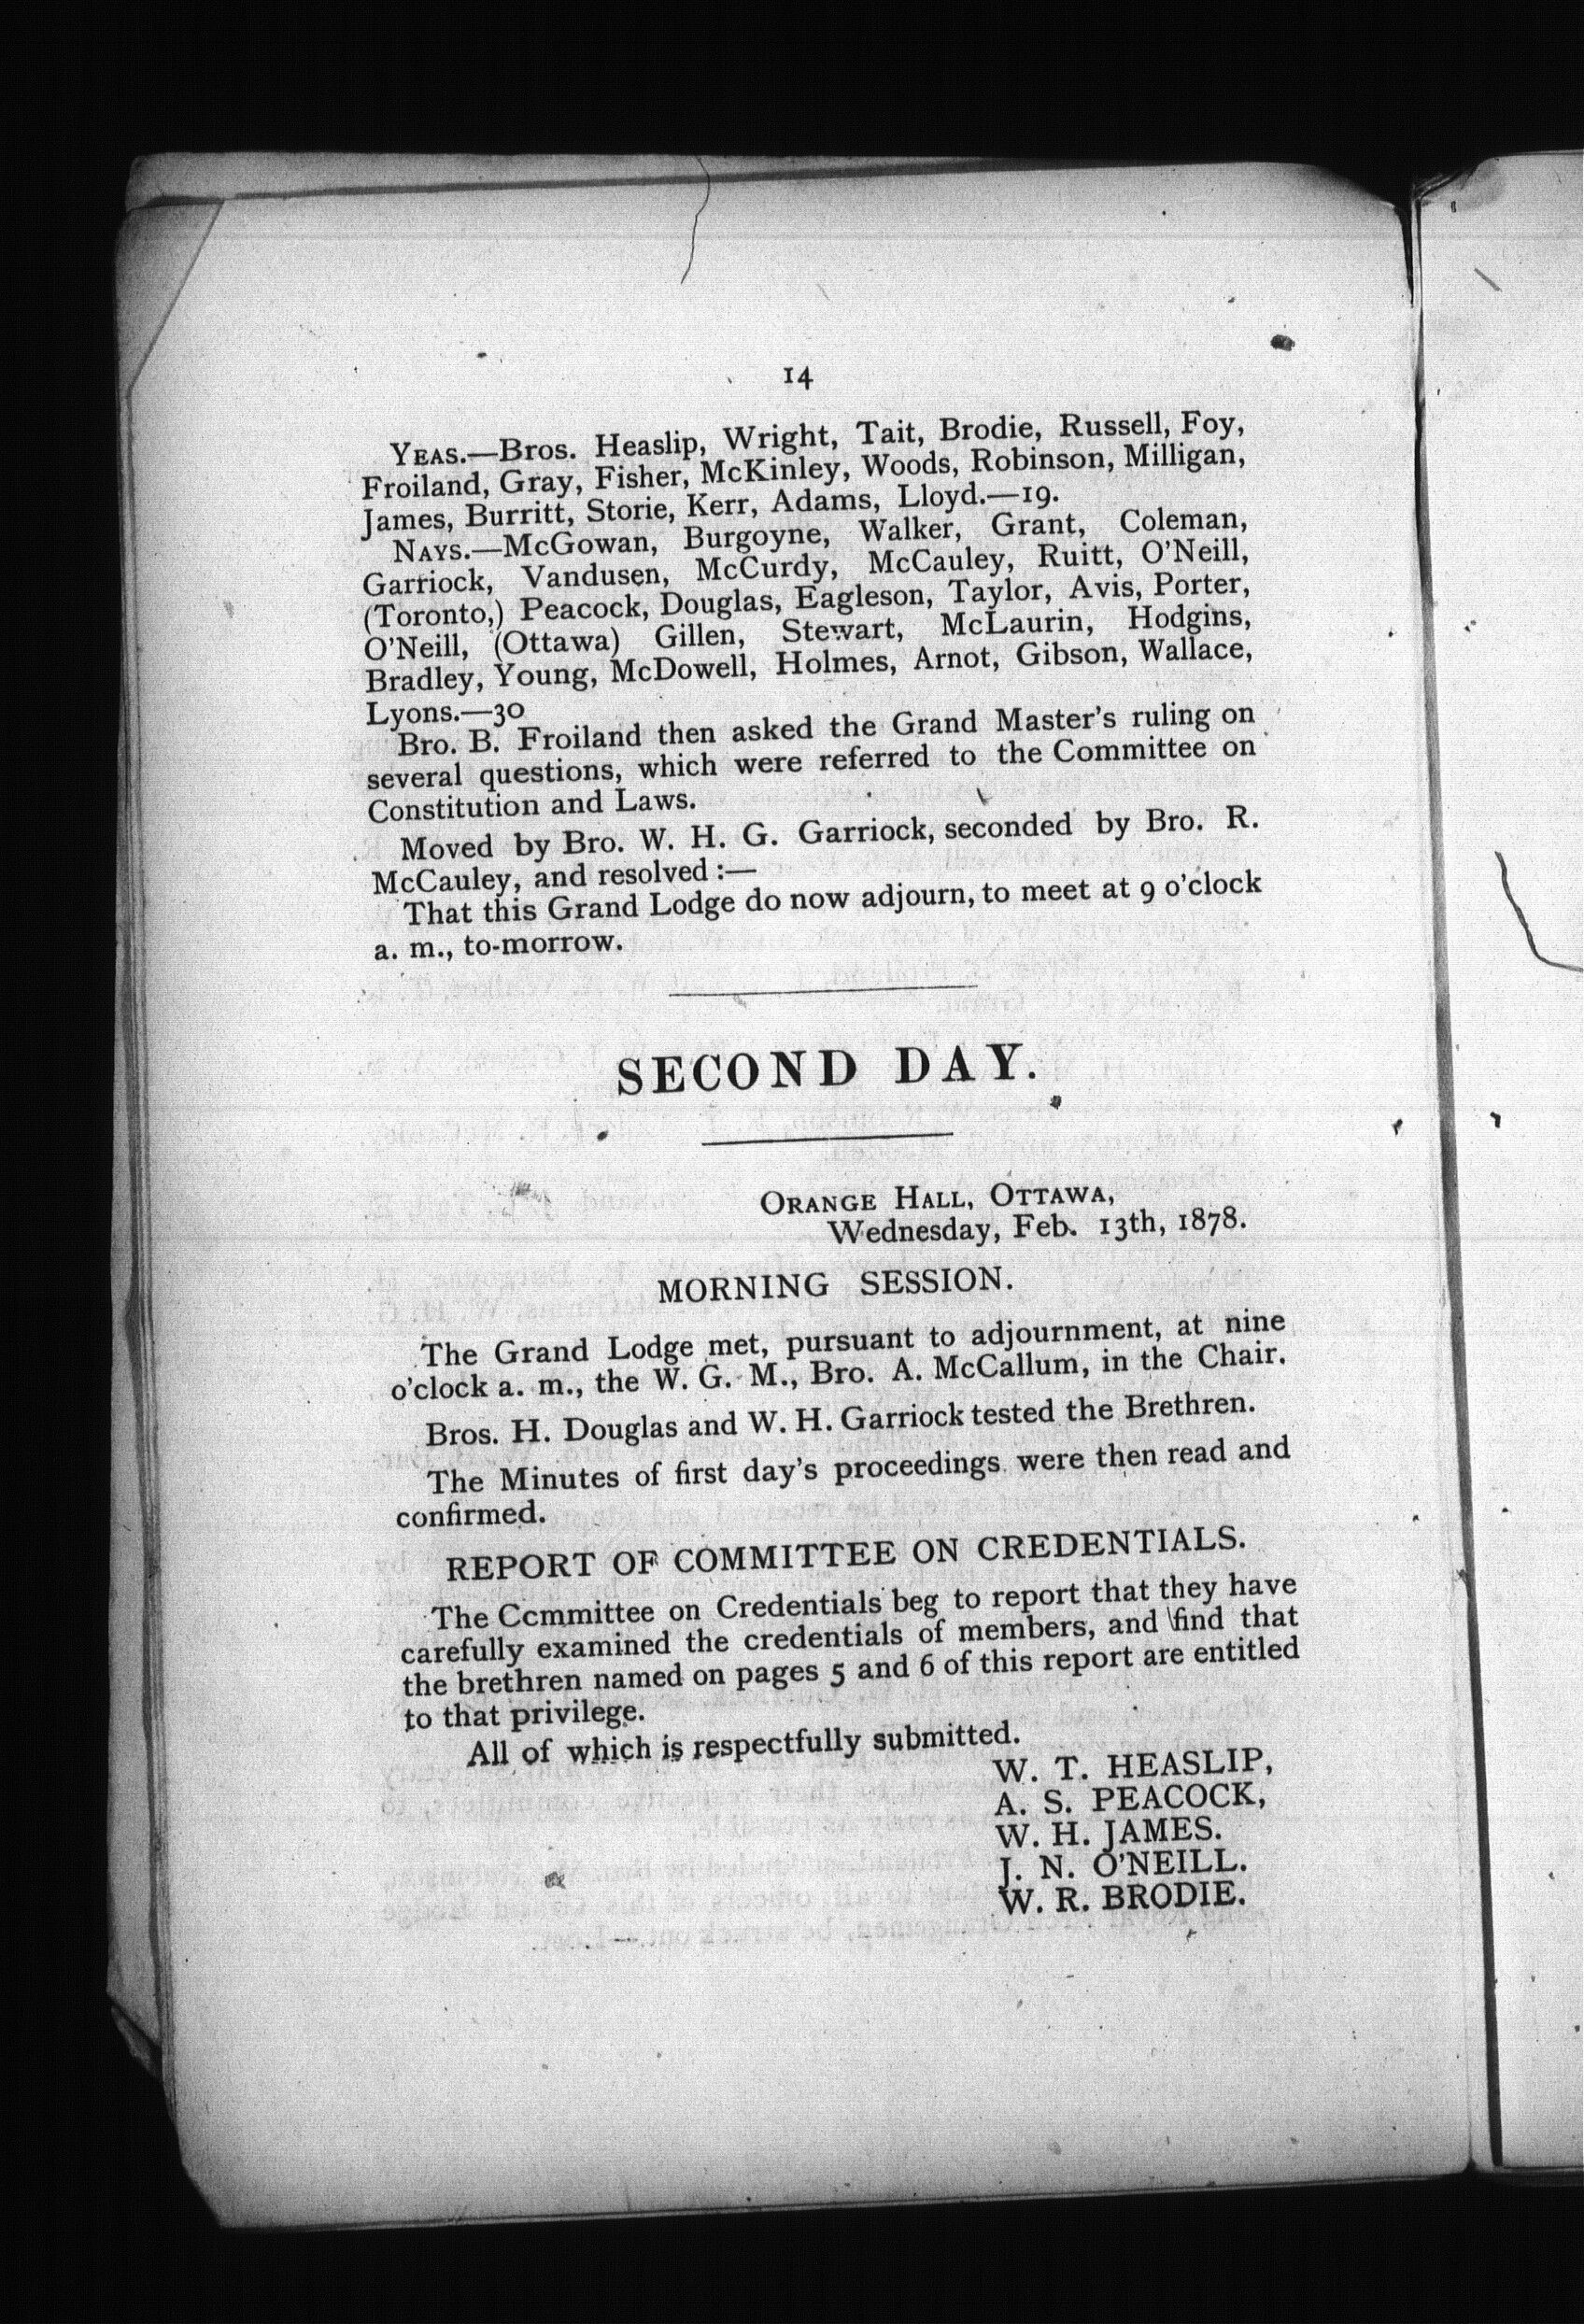 14
YEAS.—Bros. Heaslip, Wright, Tait, Brodie, Russell, Foy,
Froiland, Gray, Fisher, McKinley, Woods, Robinson, Milligan,
James, Burritt, Storie, Kerr, Adams, Lloyd.—19.
NAYS.—McGowan, Burgoyne, Walker, Grant, Coleman,
Garriock, Vandusen, McCurdy, McCauley, Ruitt, O'Neill,
(Toronto,) Peacock, Douglas, Eagleson, Taylor, Avis, Porter,
O'Neill, (Ottawa) Gillen, Stewart, McLaurin, Hodgins,
Bradley, Young, McDowell, Holmes, Arnot, Gibson, Wallace,
Lyons.—30
Bro. B. Froiland then asked the Grand Master's ruling on
several questions, which were referred to the Committee on
Constitution and Laws.
Moved by Bro. W. H. G. Garriock, seconded by Bro. R.
McCauley, and resolved :—
That this Grand Lodge do now adjourn, to meet at 9 o'clock
a. m., to-morrow.
SECOND DAY.
ORANGE HALL, OTTAWA,
Wednesday, Feb. 13th, 1878.
MORNING SESSION.
The Grand Lodge met, pursuant to adjournment, at nine
o'clock a. m., the W. G. M., Bro. A. McCallum, in the Chair.
Bros. H. Douglas and W. H. Garriock tested the Brethren.
The Minutes of first day's proceedings were then read and
confirmed.
REPORT OF COMMITTEE ON CREDENTIALS.
The Ccmmittee on Credentials beg to report that they have
carefully examined the credentials of members, and find that
the brethren named on pages 5 and 6 of this report are entitled
to that privilege.
All of which is respectfully submitted.
W. T. HEASLIP,
A. S. PEACOCK,
W. H. JAMES.
J. N. O'NEILL.
W. R. BRODIE.